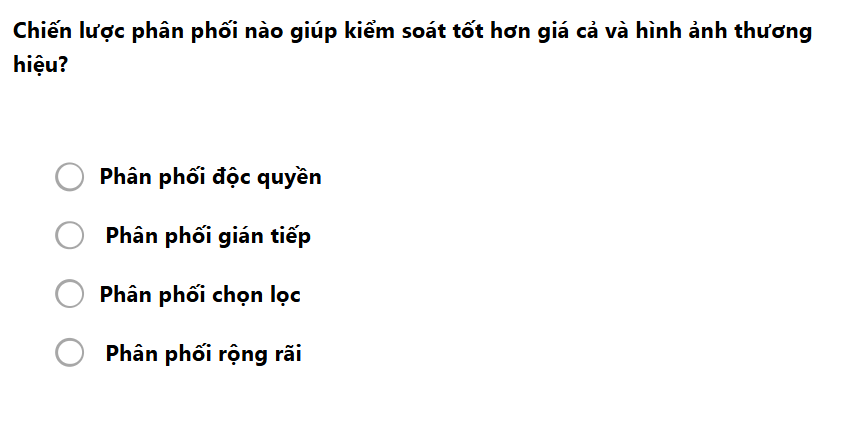 Chiến lược phân phối nào giúp kiểm soát tốt hơn giá cả và hình ảnh thương
hiệu?
Phân phối độc quyền
Phân phối gián tiếp
Phân phối chọn lọc
Phân phối rộng rãi